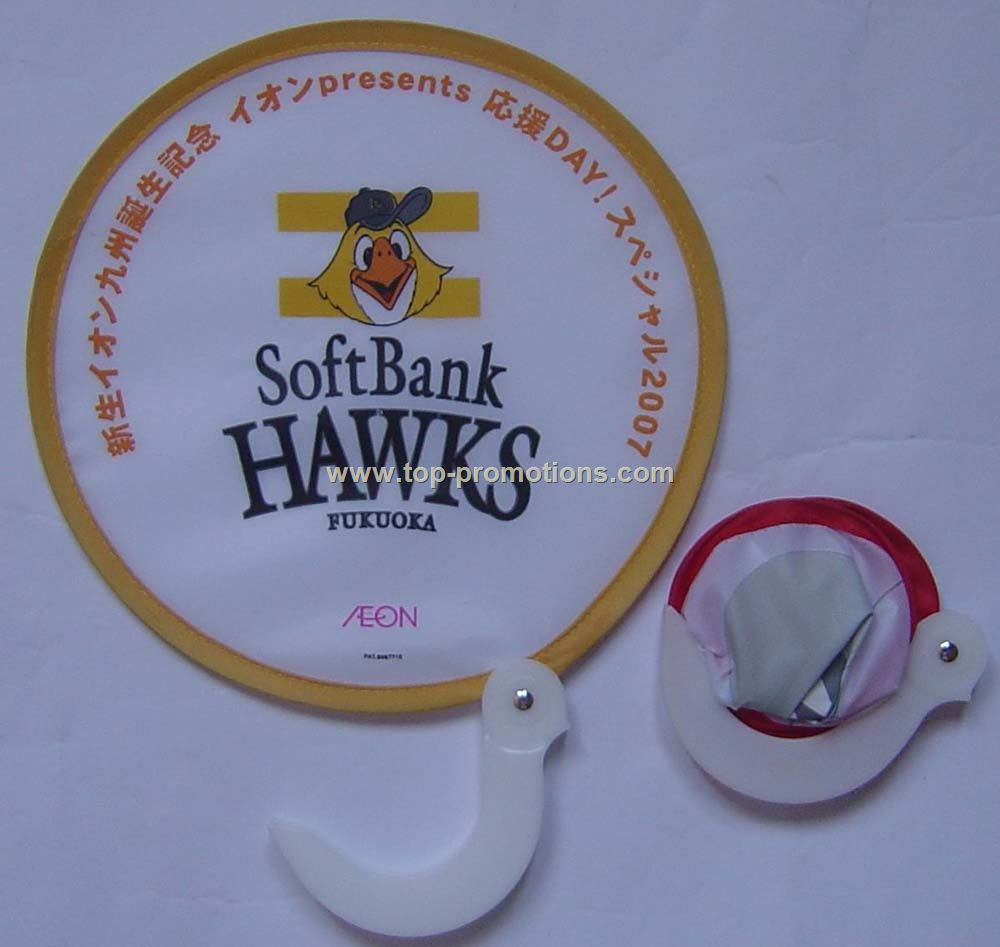 新生イオン九州誕生記念 イオンpresents 応援DAY! スペシャル2007
SoftBank
HAWKS
www.top-promotions.com
FUKUOKA
ÆON